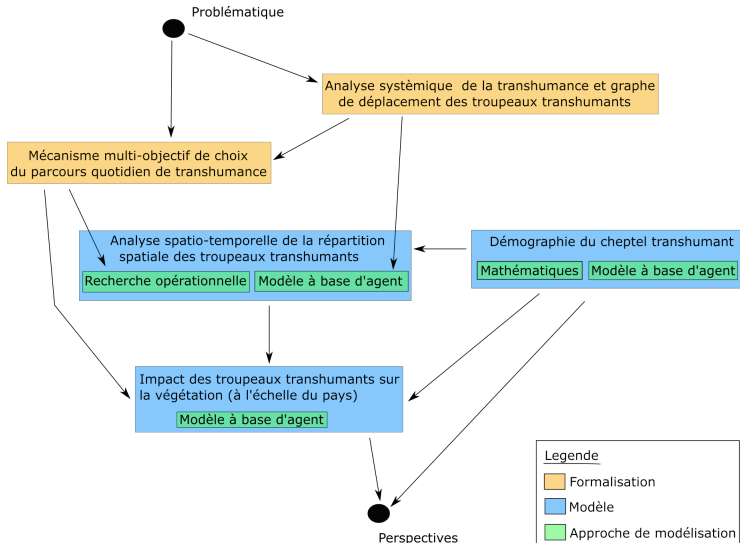 Problématique
Analyse systèmique de la transhumance et graphe
de déplacement des troupeaux transhumants
Mécanisme multi-objectif de choix
du parcours quotidien de transhumance
Analyse spatio-temporelle de la répartition
spatiale des troupeaux transhumants
Recherche opérationnelle
Modèle à base d'agent
Démographie du cheptel transhumant
Mathématiques
Modèle à base d'agent
Impact des troupeaux transhumants sur
la végétation (à l'échelle du pays)
Modèle à base d'agent
Perspectives
Legende
Formalisation
Modèle
Approche de modélisation